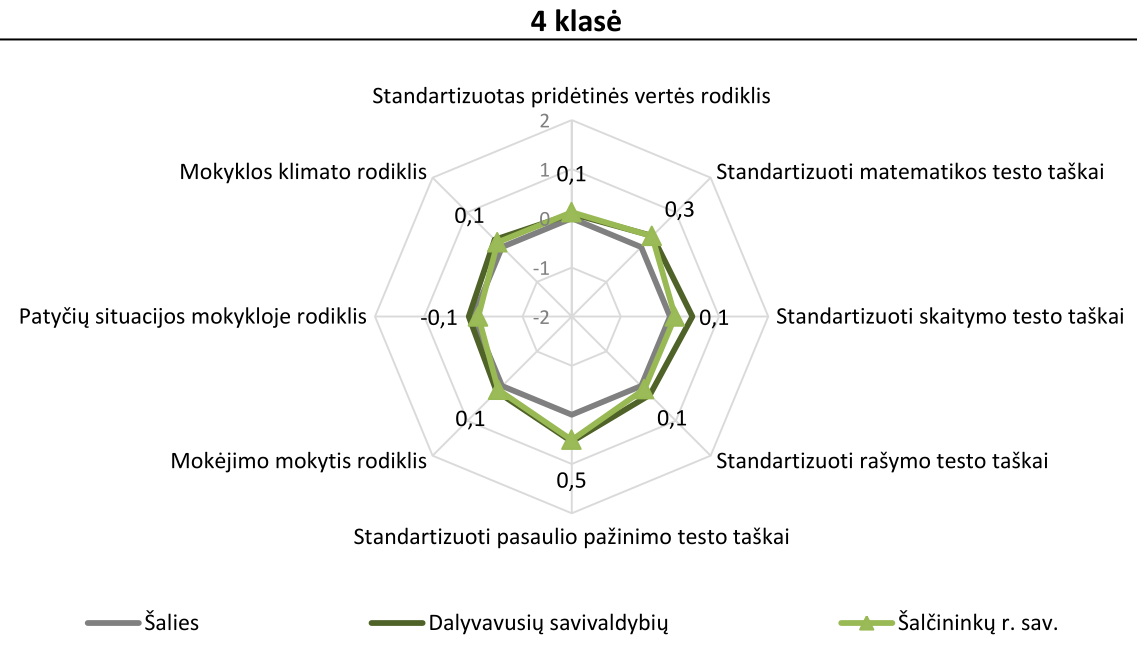 4 klasė
Standartizuotas pridėtinės vertės rodiklis
2
Mokyklos klimato rodiklis
1
0,1
Standartizuoti matematikos testo taškai
0,1
0
0,3
-1
Patyčių situacijos mokykloje rodiklis
-0,1
-2
0,1
Standartizuoti skaitymo testo taškai
0,1
0,1
Mokėjimo mokytis rodiklis
Standartizuoti rašymo testo taškai
0,5
Standartizuoti pasaulio pažinimo testo taškai
Šalies
Dalyvavusių savivaldybių
Šalčininkų r. sav.